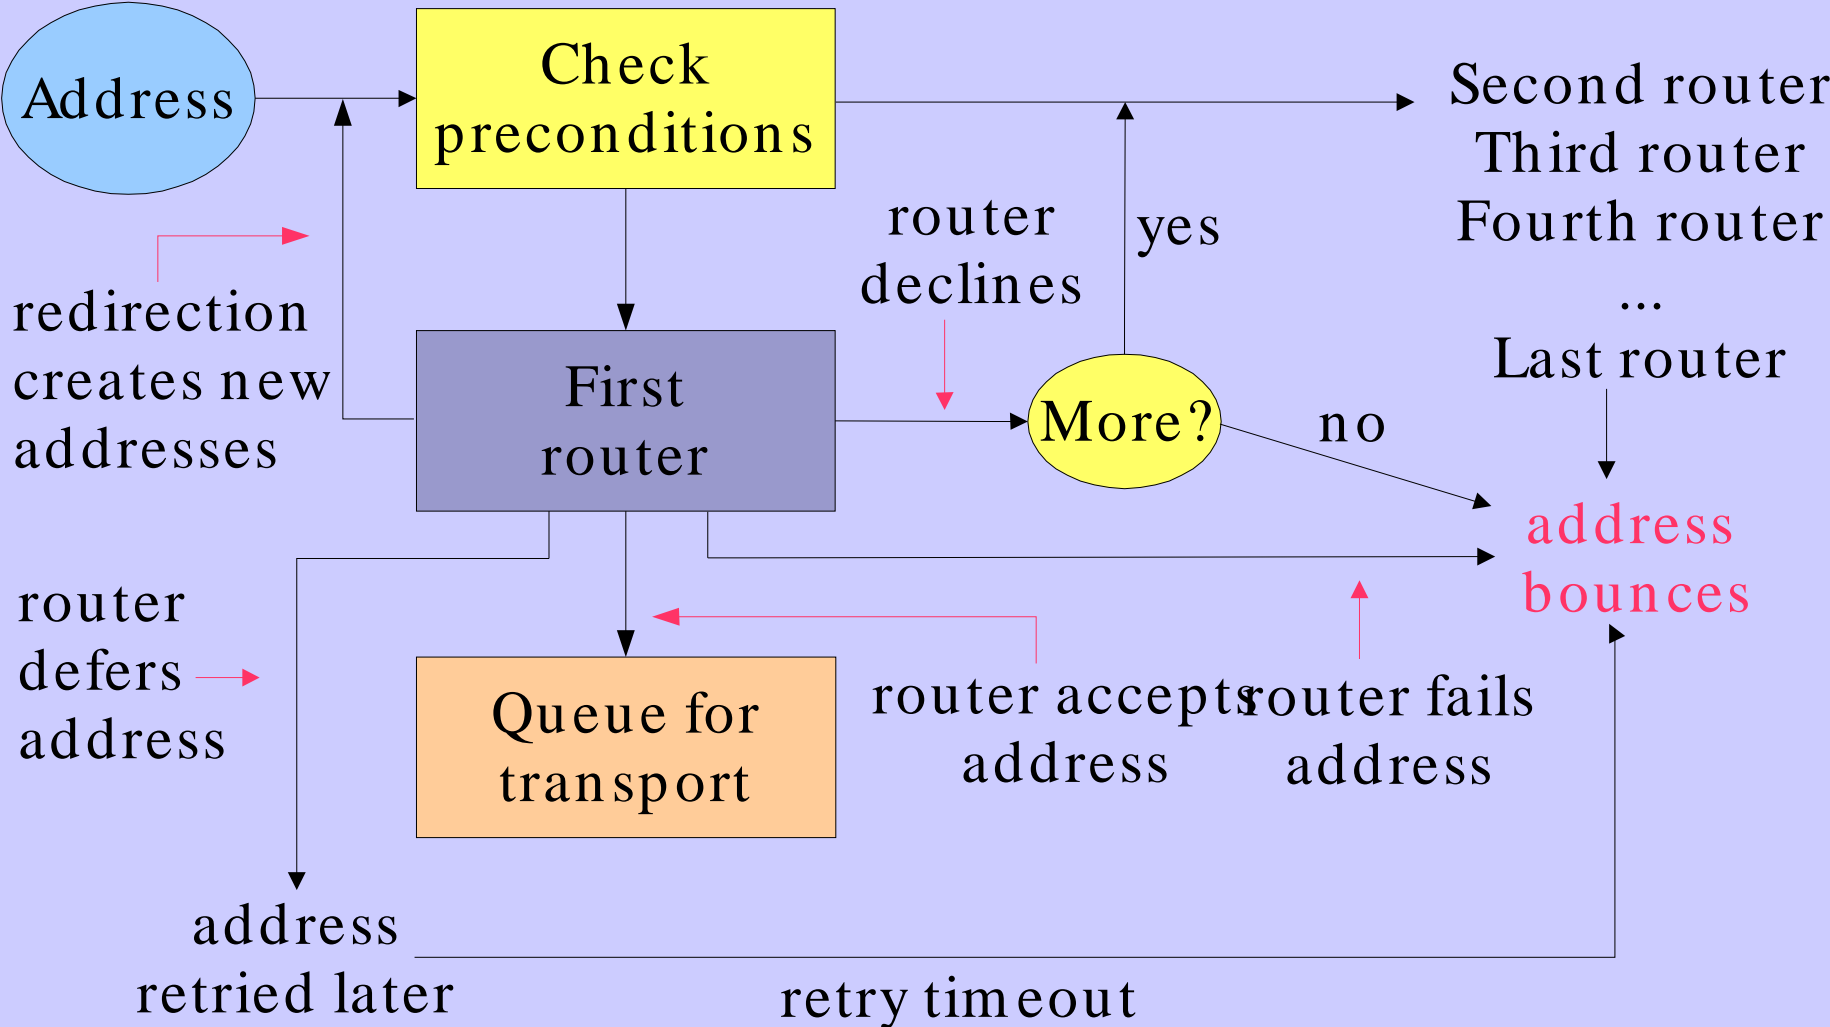 Address
Check
preconditions
Second router
Third router
Fourth router
...
Last router
router
declines
yes
redirection
creates new
addresses
First
router
More?
no
address
bounces
router
defers
address
Queue for
transport
router accepts
address
router fails
address
address
retried later
retry timeout